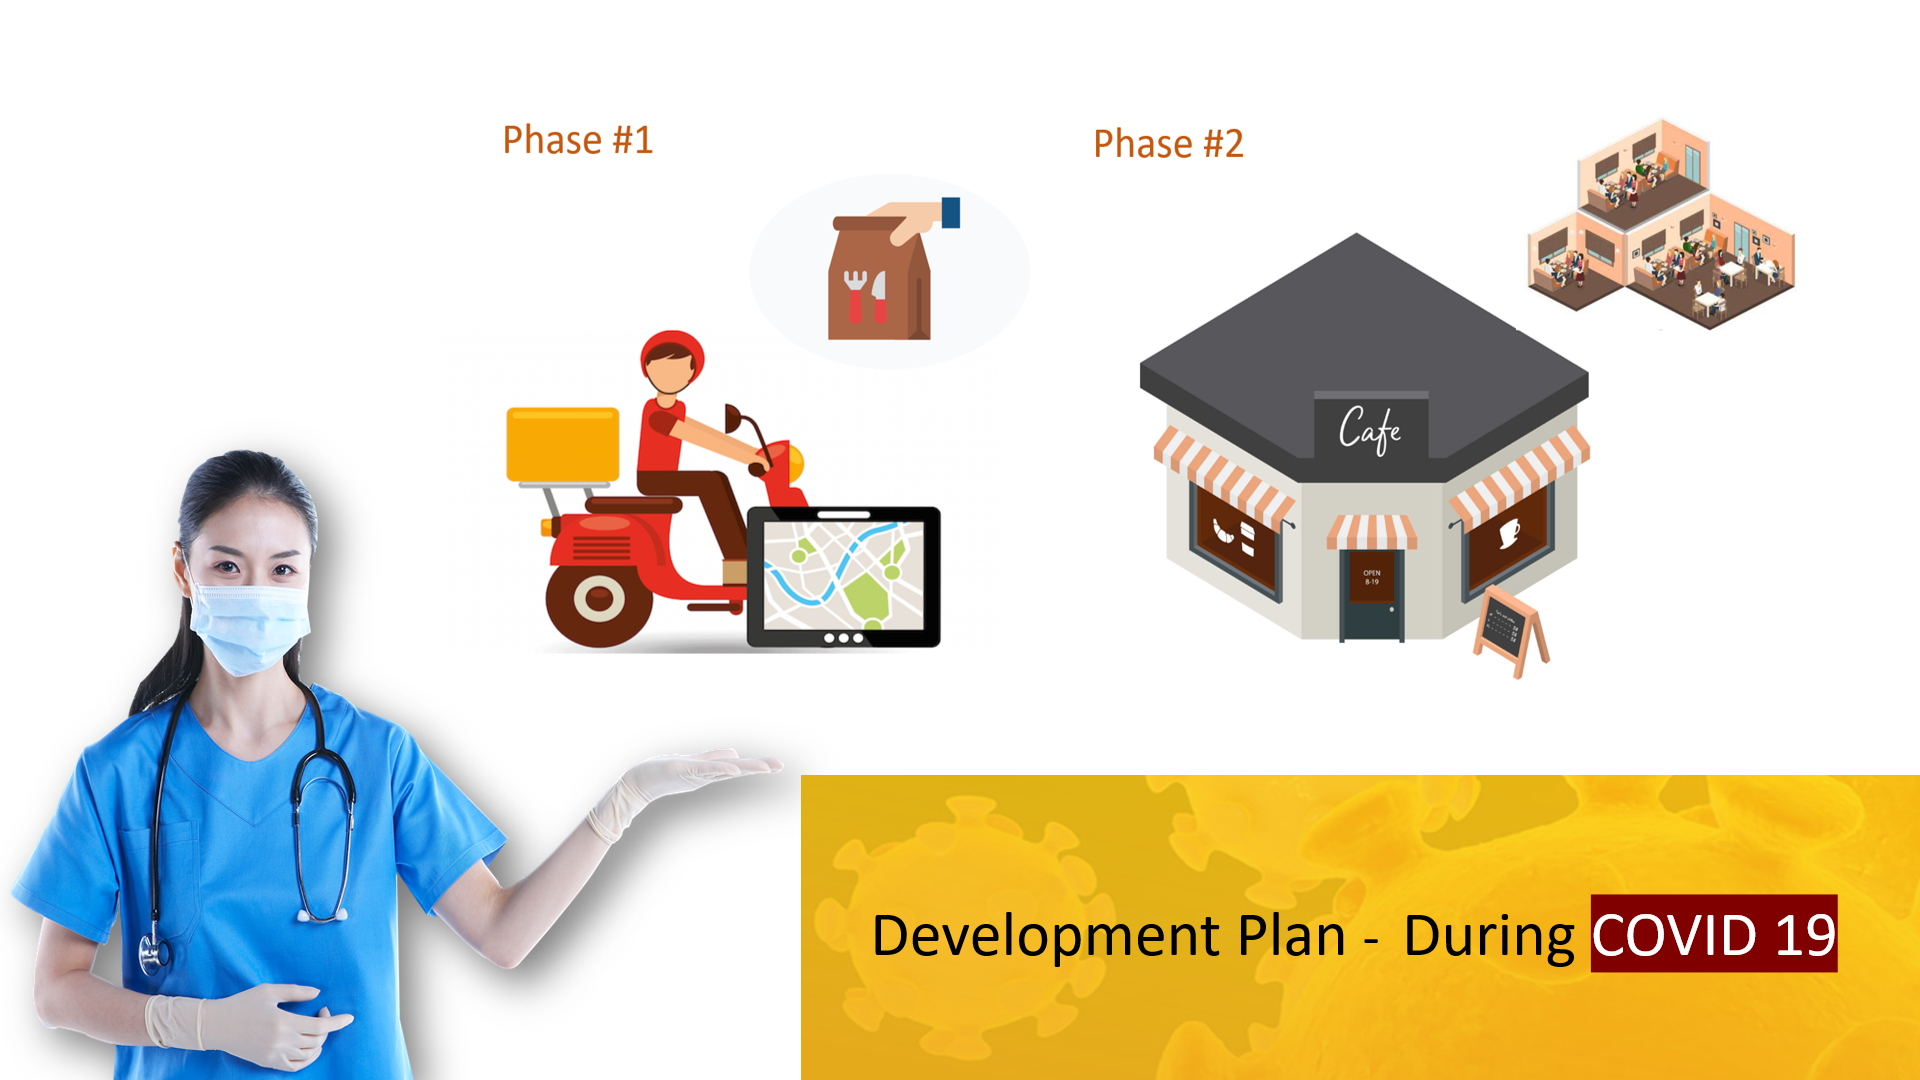 Phase #1
Phase #2
Cafe
OPEN
8-19
Development Plan - During COVID 19